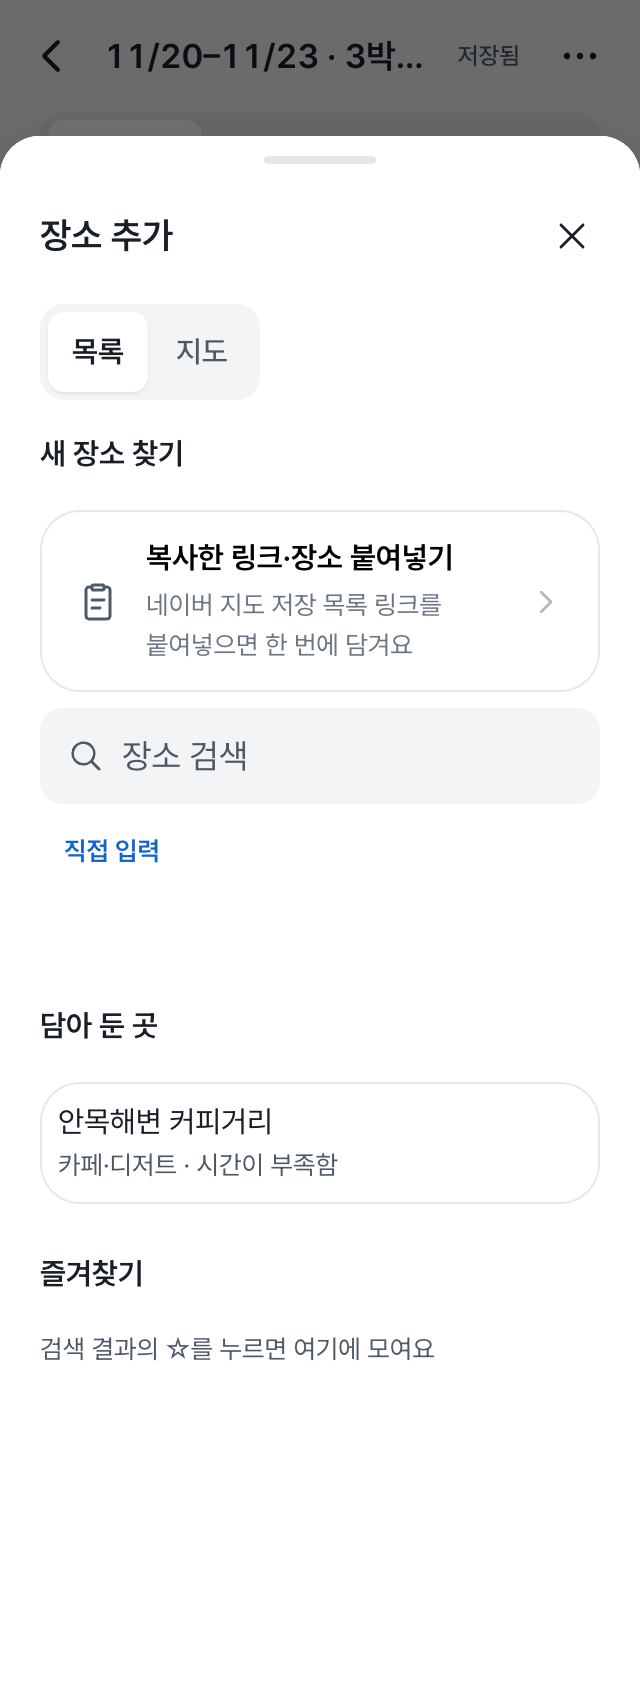 11/20–11/23 · 3박... 저장됨
장소 추가
목록 지도
새 장소 찾기
복사한 링크·장소 붙여넣기
네이버 지도 저장 목록 링크를
붙여넣으면 한 번에 담겨요
장소 검색
직접 입력
담아 둔 곳
안목해변 커피거리
카페·디저트 · 시간이 부족함
즐겨찾기
검색 결과의 ☆를 누르면 여기에 모여요